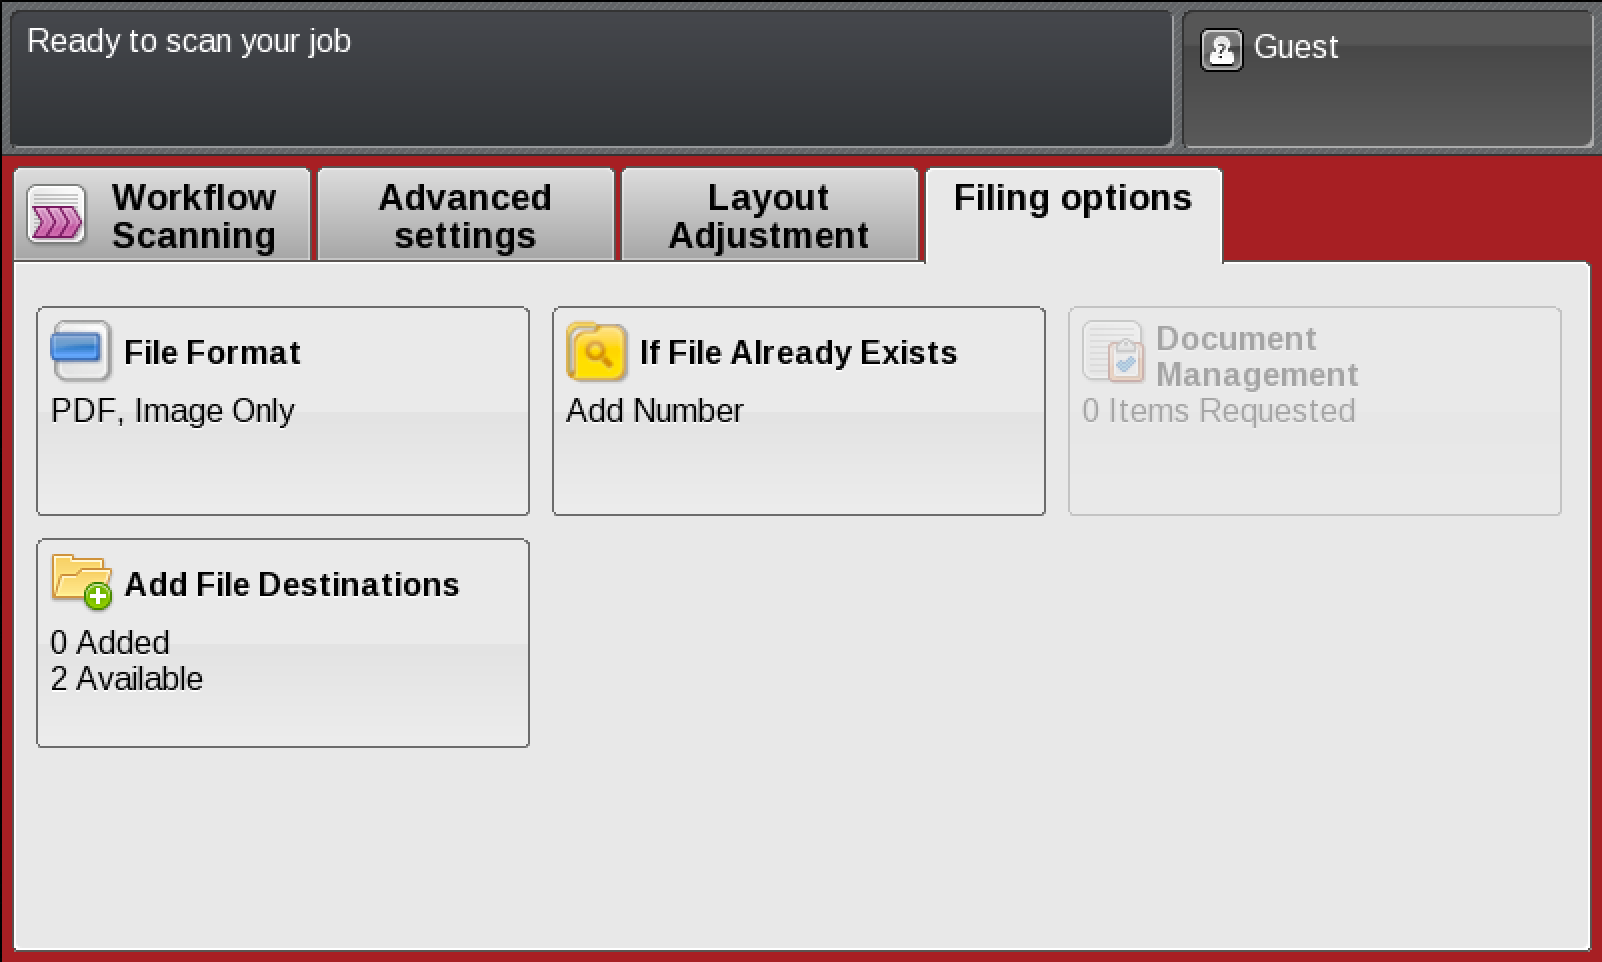 Ready to scan your job
Guest
Workflow
Scanning
Advanced
settings
Layout
Adjustment
Filing options
File Format
PDF, Image Only
If File Already Exists
Add Number
Document
Management
0 Items Requested
Add File Destinations
0 Added
2 Available